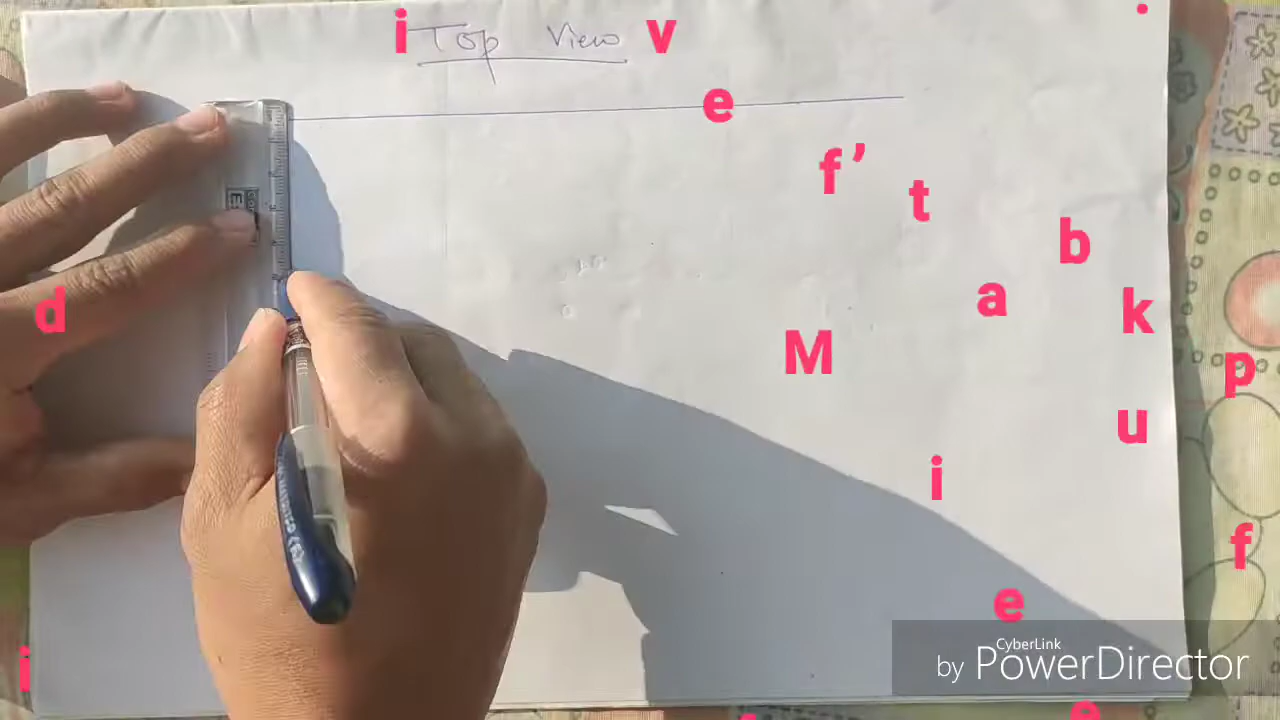 Top View
i v
e
f’ t
b
a k
d M p
u
i
f
e
i
CyberLink
by PowerDirector